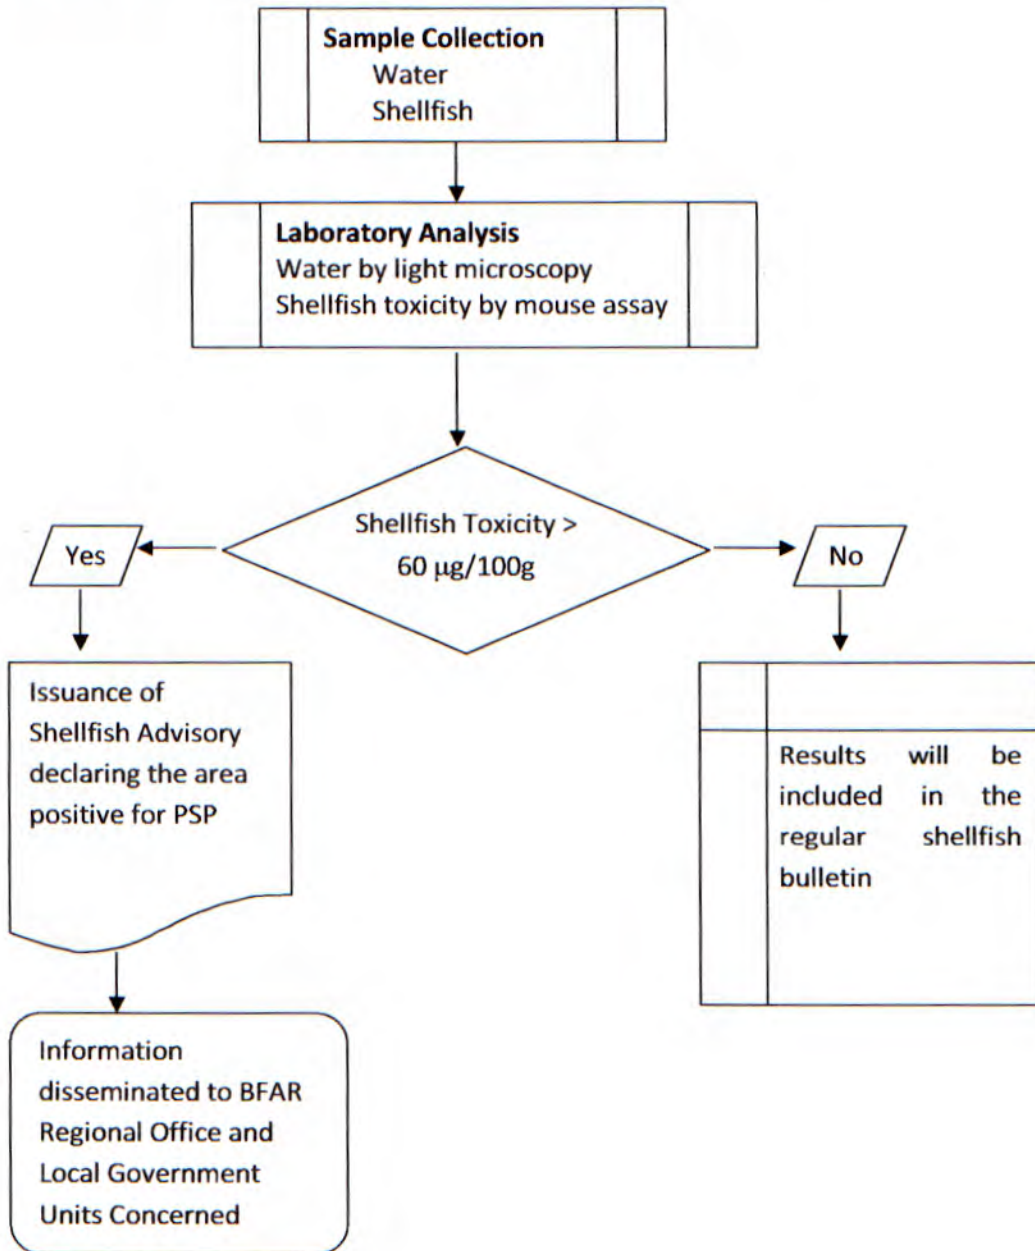 Sample Collection
Water
Shellfish
Laboratory Analysis
Water by light microscopy
Shellfish toxicity by mouse assay
Shellfish Toxicity >
60 µg/100g
Yes
No
Issuance of
Shellfish Advisory
declaring the area
positive for PSP
Results will be
included in the
regular shellfish
bulletin
Information
disseminated to BFAR
Regional Office and
Local Government
Units Concerned